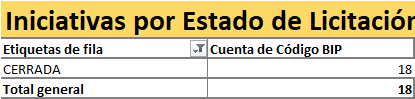 Iniciativas por Estado de Licitación
Etiquetas de fila Cuenta de Código BIP
CERRADA 18
Total general 18